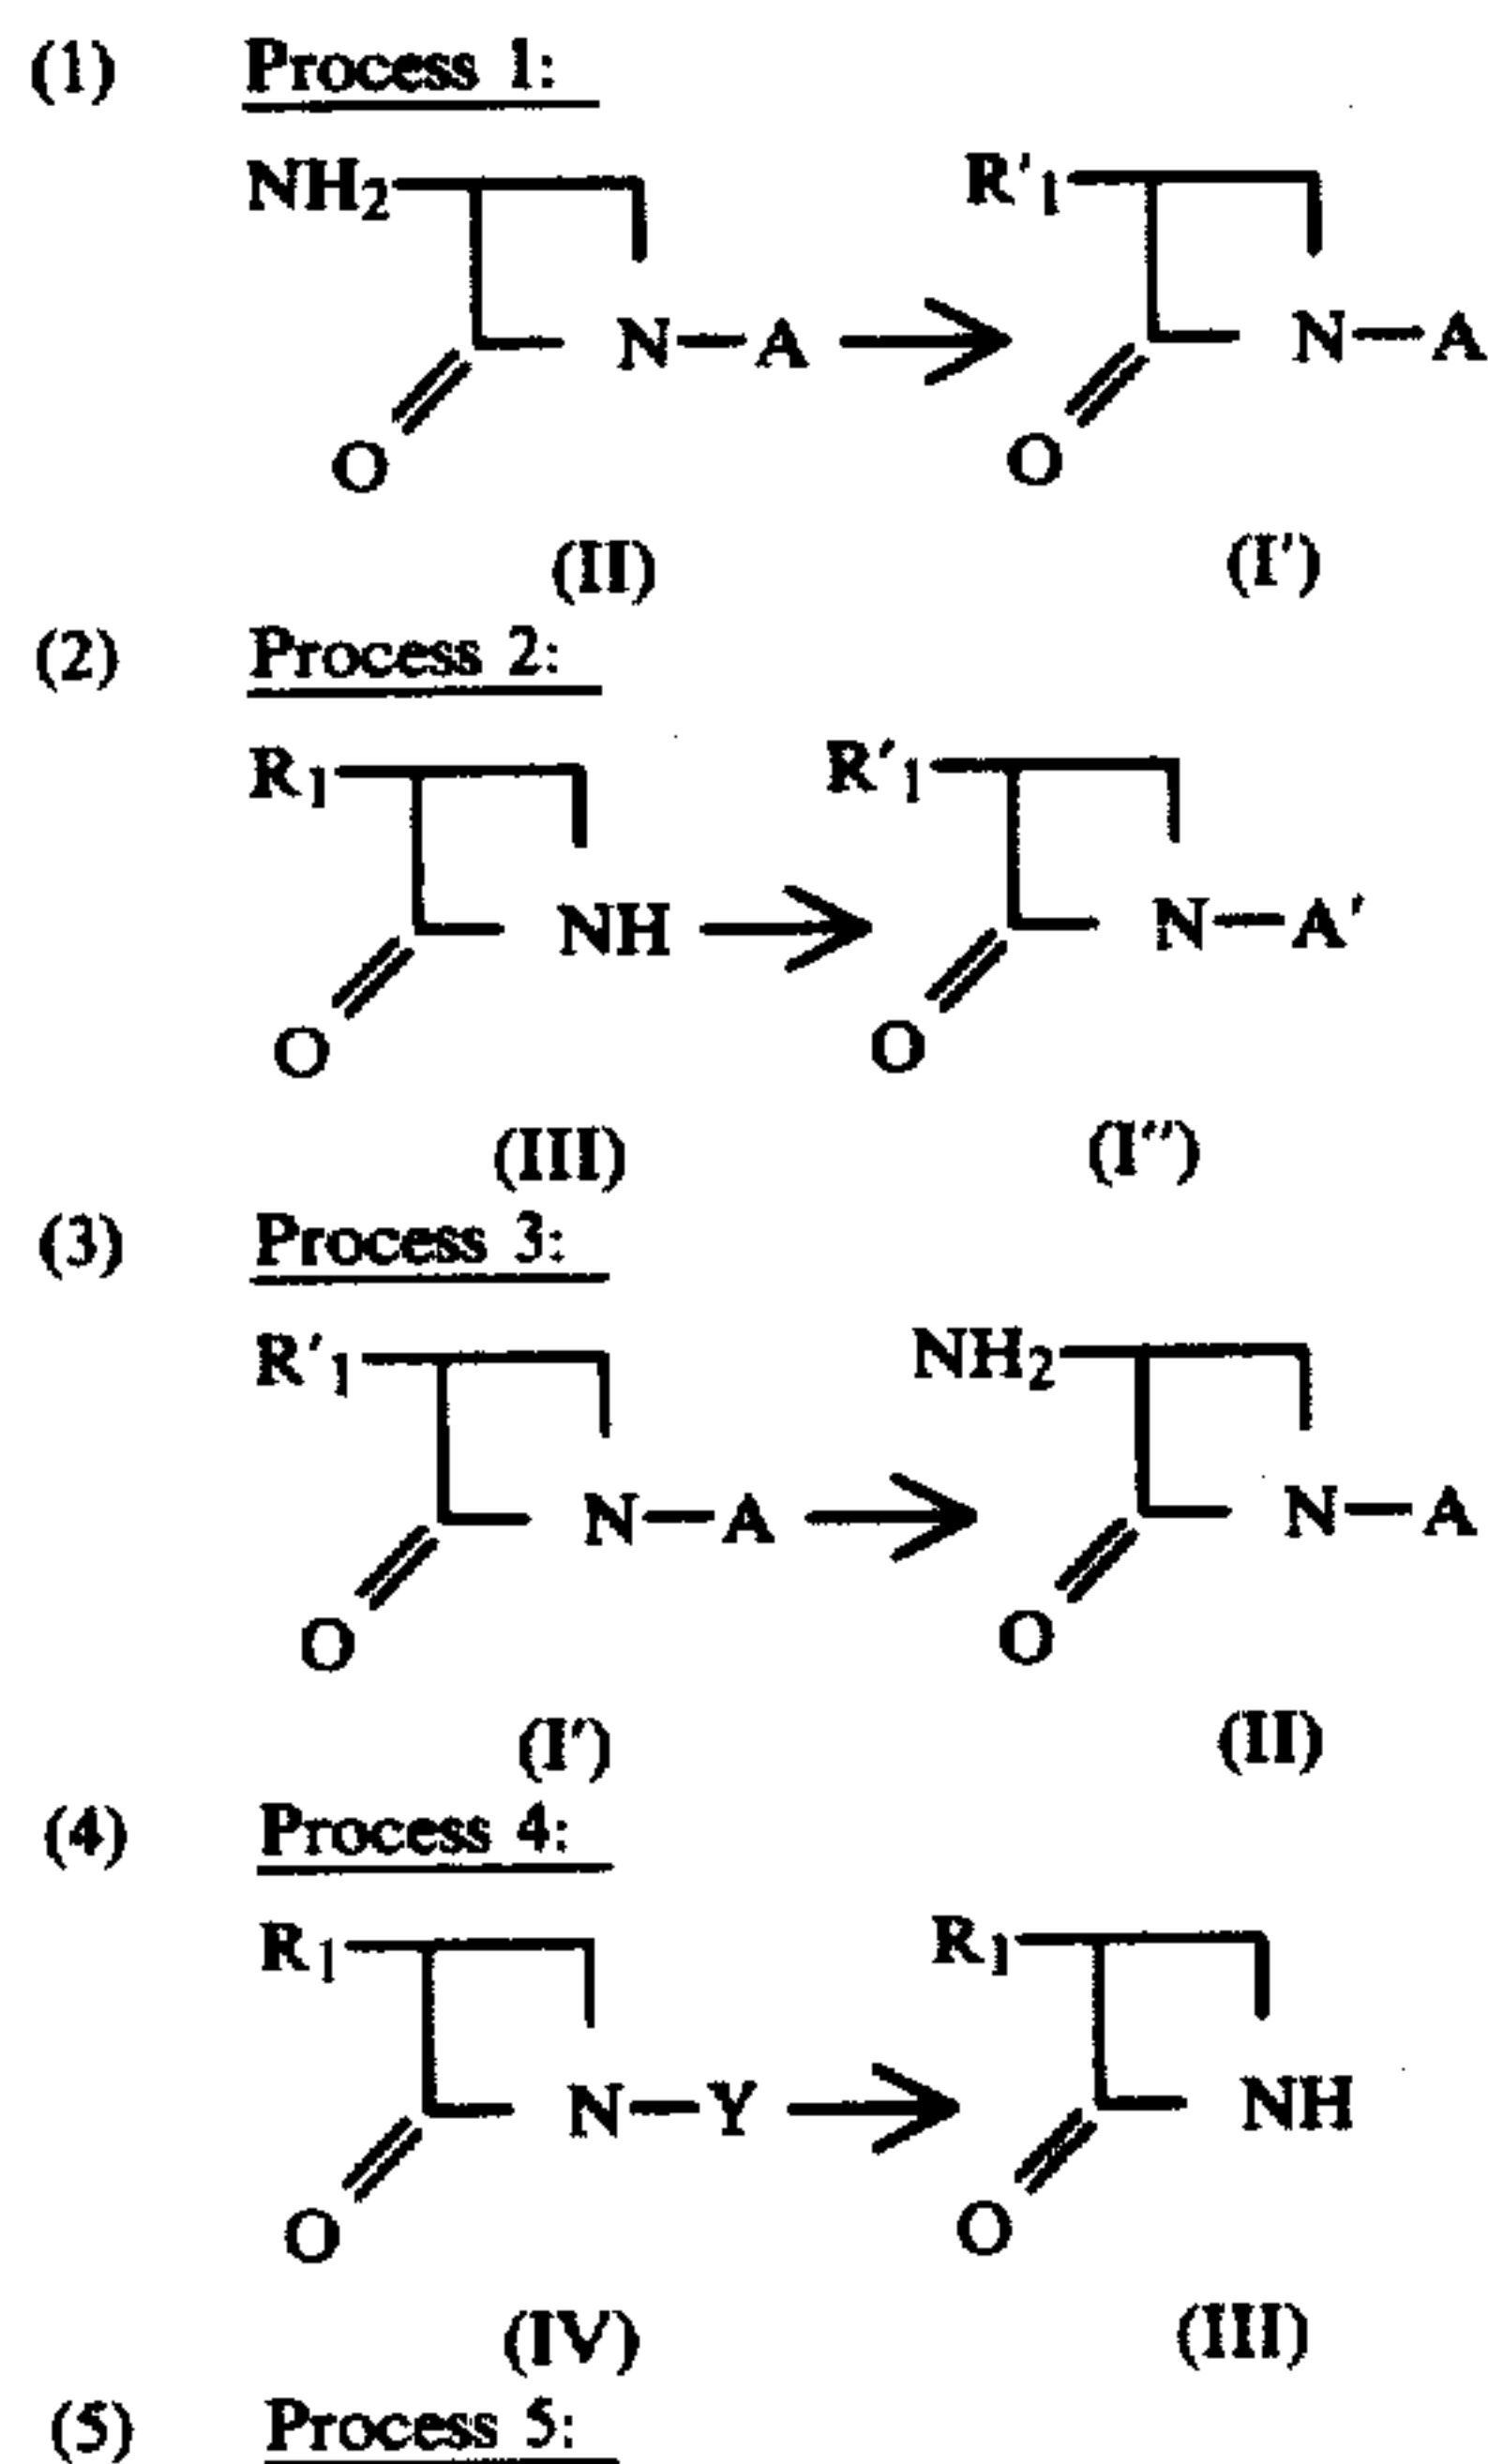 (1) Process 1:
NH2 R'1
N—A N—A
O O
(II) (I')
(2) Process 2:
R1 R'1
NH N—A'
O O
(III) (I'')
(3) Process 3:
R'1 NH2
N—A N—A
O O
(I') (II)
(4) Process 4:
R1 R1
N—Y NH
O O
(IV) (III)
(5) Process 5: